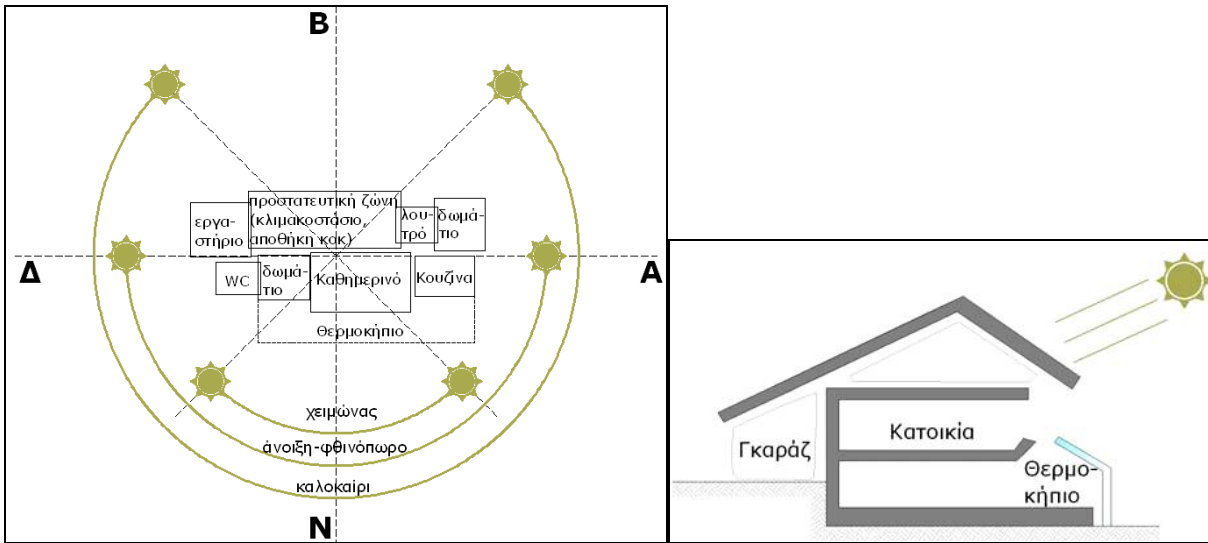 Β
προστατευτική ζώνη
(κλιμακοστάσιο,
αποθήκη κακ)
εργα-
στήριο
λου-
τρό
δωμά-
τιο
Δ
Α
WC
δωμά-
τιο
Καθημερινό
Κουζίνα
Θερμοκήπιο
χειμώνας
άνοιξη-φθινόπωρο
καλοκαίρι
Ν
Γκαράζ
Κατοικία
Θερμο-
κήπιο